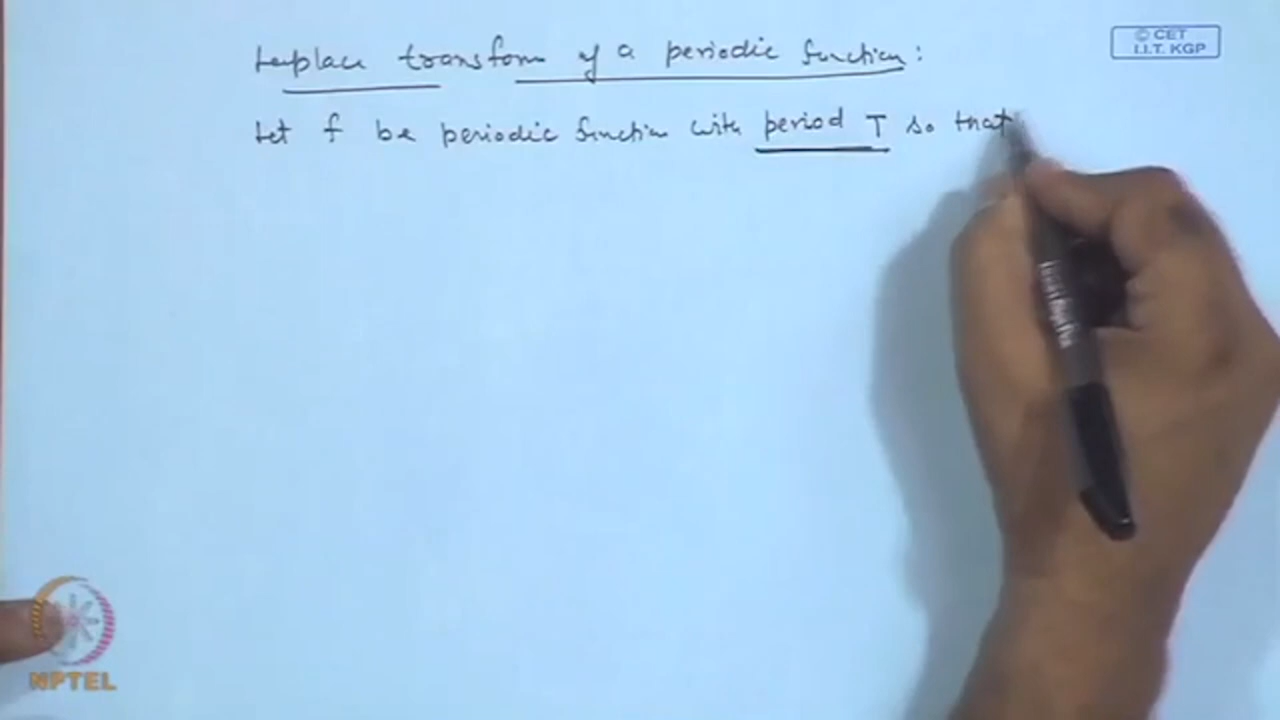 Laplace transform of a periodic function:
© CET
I.I.T. KGP
Let f be periodic function with period T so that
NPTEL